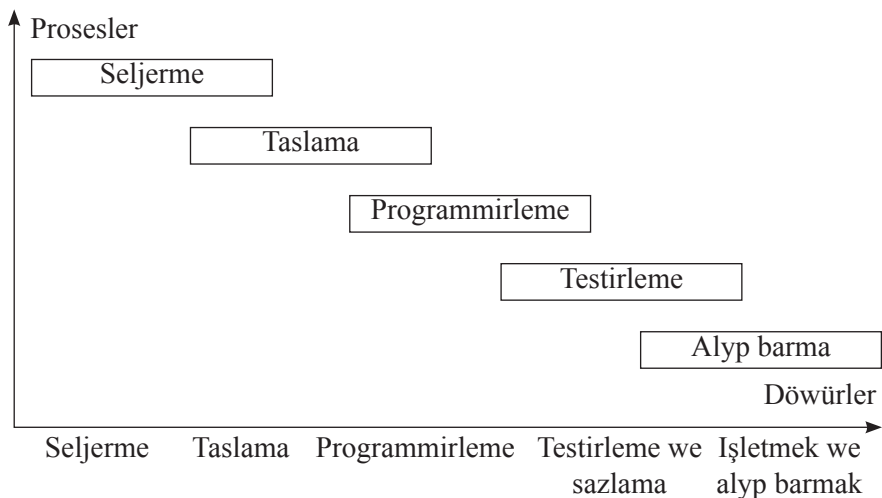 Prosesler
Seljerme
Taslama
Programmirleme
Testirleme
Alyp barma
Döwürler
Seljerme
Taslama
Programmirleme
Testirleme we
sazlama
Işletmek we
alyp barmak